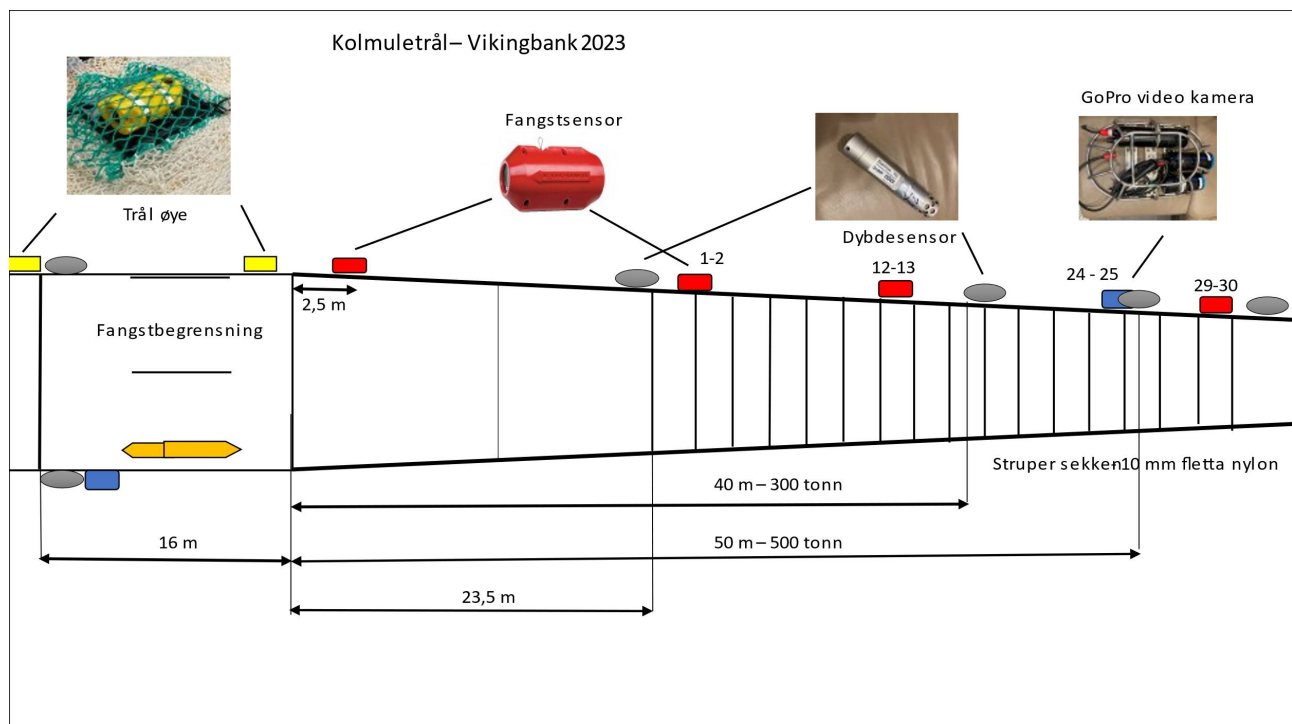 Kolmuletrål– Vikingbank 2023
GoPro video kamera
Fangstsensor
Trål øye
Dybdesensor
1-2
12-13
24 - 25
29-30
2,5 m
Fangstbegrensning
Struper sekken-10 mm fletta nylon
40 m – 300 tonn
16 m
50 m – 500 tonn
23,5 m